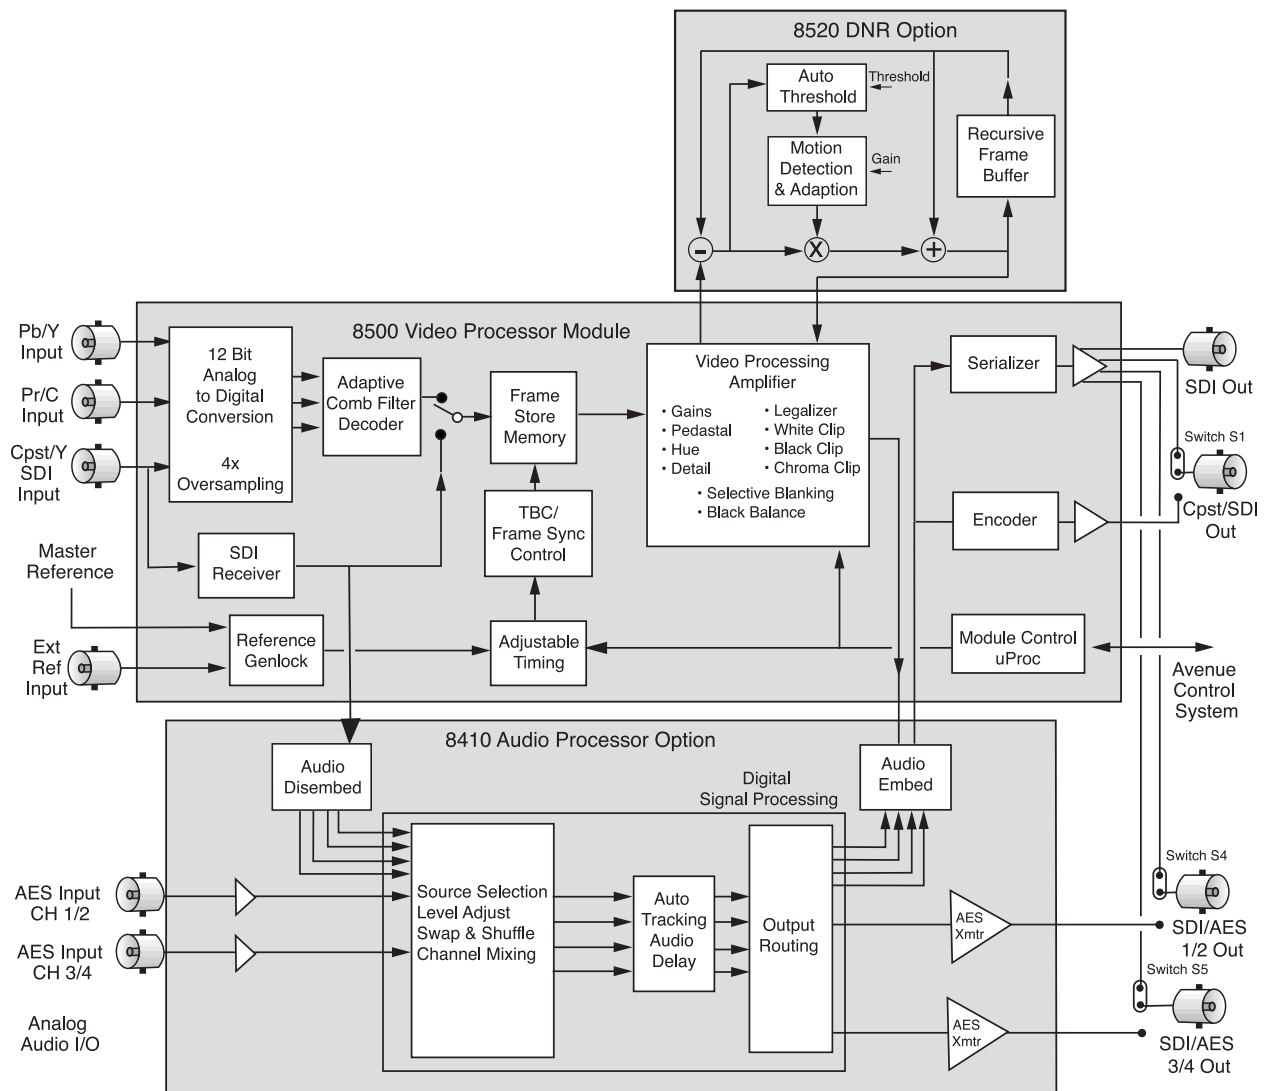 8520 DNR Option
Auto
Threshold
Threshold
Motion
Detection
& Adaption
Gain
Recursive
Frame
Buffer
-
X
+
8500 Video Processor Module
Pb/Y
Input
Pr/C
Input
Cpst/Y
SDI
Input
Master
Reference
Ext
Ref
Input
12 Bit
Analog
to Digital
Conversion
4x
Oversampling
Adaptive
Comb Filter
Decoder
Frame
Store
Memory
TBC/
Frame Sync
Control
SDI
Receiver
Reference
Genlock
Adjustable
Timing
Video Processing
Amplifier
• Gains
• Pedastal
• Hue
• Detail
• Legalizer
• White Clip
• Black Clip
• Chroma Clip
• Selective Blanking
• Black Balance
Serializer
Encoder
Module Control
uProc
SDI Out
Switch S1
Cpst/SDI
Out
Avenue
Control
System
8410 Audio Processor Option
Audio
Disembed
Digital
Signal Processing
Audio
Embed
AES Input
CH 1/2
AES Input
CH 3/4
Analog
Audio I/O
Source Selection
Level Adjust
Swap & Shuffle
Channel Mixing
Auto
Tracking
Audio
Delay
Output
Routing
AES
Xmtr
AES
Xmtr
Switch S4
SDI/AES
1/2 Out
Switch S5
SDI/AES
3/4 Out